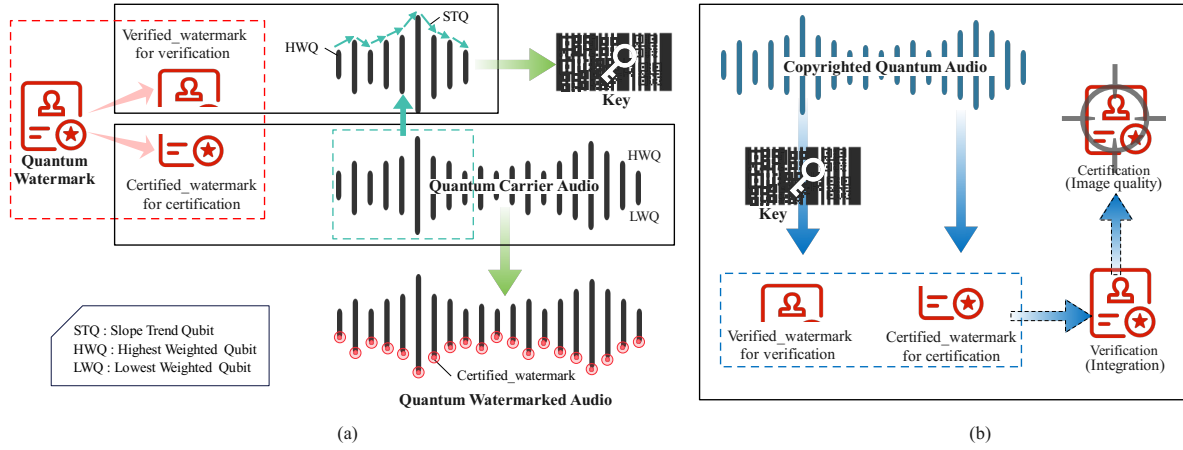 Verified_watermark
for verification
Quantum
Watermark
Certified_watermark
for certification
HWQ
STQ
Key
HWQ
Quantum Carrier Audio
LWQ
STQ : Slope Trend Qubit
HWQ : Highest Weighted Qubit
LWQ : Lowest Weighted Qubit
Certified_watermark
Quantum Watermarked Audio
(a)
Copyrighted Quantum Audio
Key
Certification
(Image quality)
Verified_watermark
for verification
Certified_watermark
for certification
Verification
(Integration)
(b)